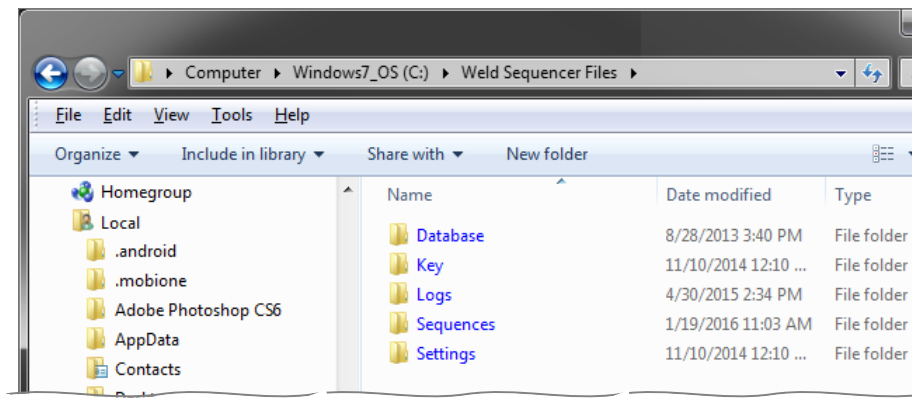 Computer Windows7_OS (C:) Weld Sequencer Files
File Edit View Tools Help
Organize Include in library Share with New folder
Homegroup
Local
.android
.mobione
Adobe Photoshop CS6
AppData
Contacts
Name Date modified Type
Database 8/28/2013 3:40 PM File folder
Key 11/10/2014 12:10 ... File folder
Logs 4/30/2015 2:34 PM File folder
Sequences 1/19/2016 11:03 AM File folder
Settings 11/10/2014 12:10 ... File folder